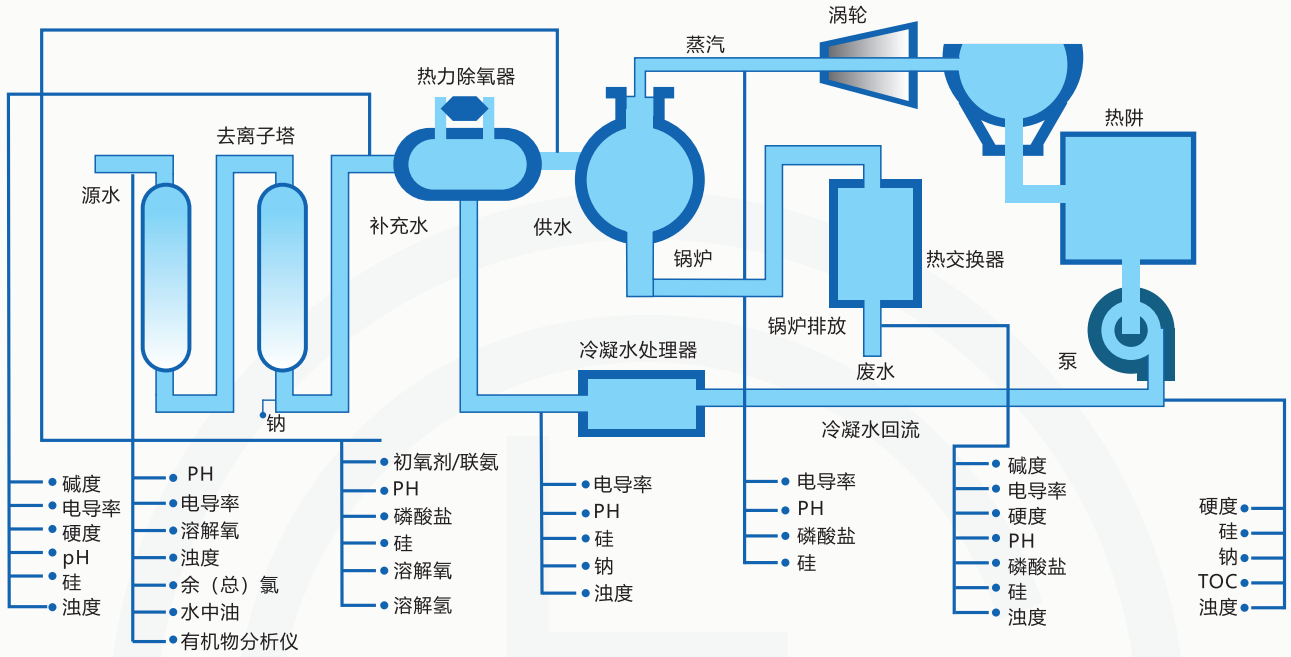 涡轮
蒸汽
热力除氧器
热阱
去离子塔
源水
补充水
供水
锅炉
热交换器
锅炉排放
冷凝水处理器
泵
废水
钠
冷凝水回流
碱度
电导率
硬度
pH
硅
浊度
PH
电导率
溶解氧
浊度
余（总）氯
水中油
有机物分析仪
初氧剂/联氨
PH
磷酸盐
硅
溶解氧
溶解氢
电导率
PH
硅
钠
浊度
电导率
PH
磷酸盐
硅
碱度
电导率
硬度
PH
磷酸盐
硅
浊度
硬度
硅
钠
TOC
浊度